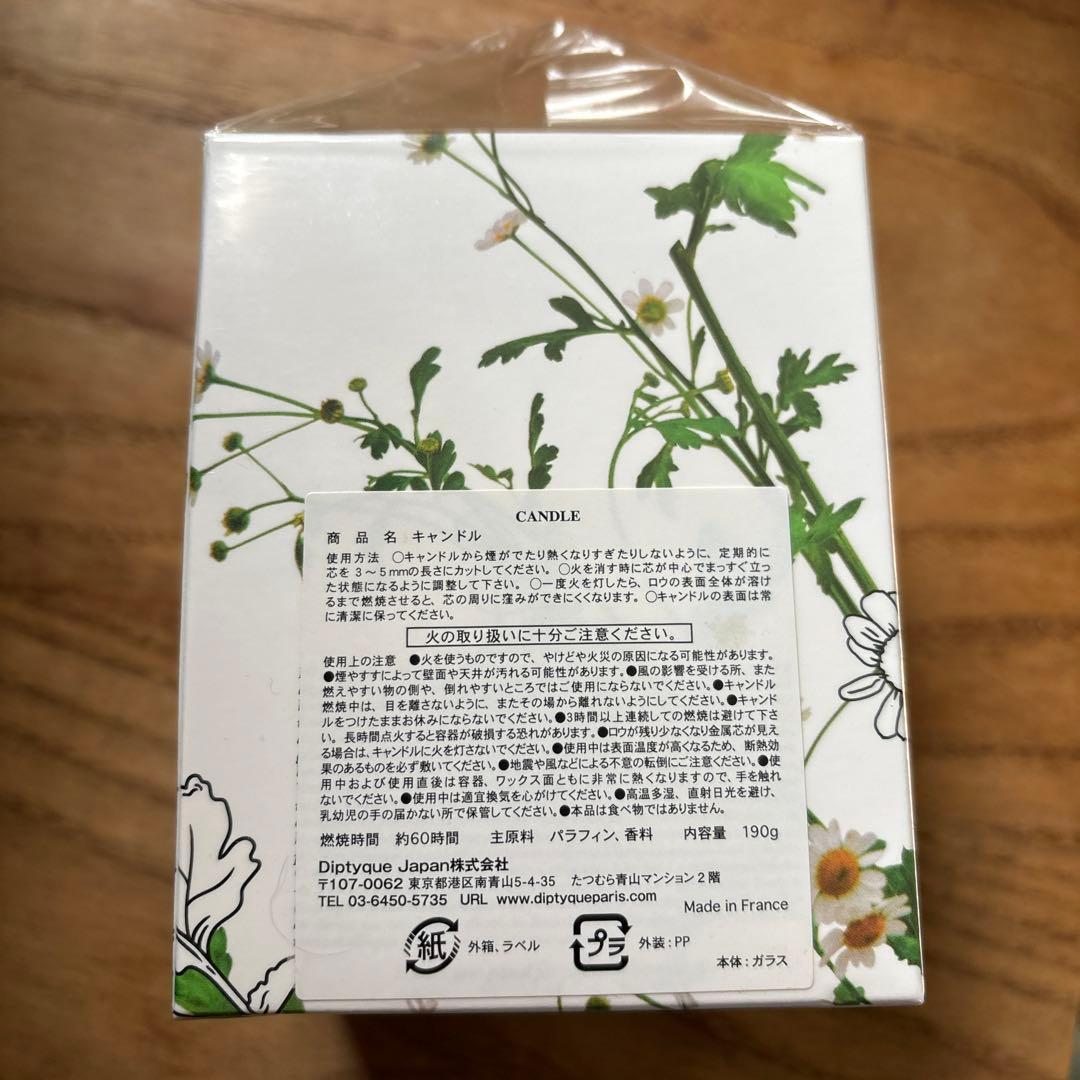 CANDLE
商品名 キャンドル
使用方法 ○キャンドルから煙がでたり熱くなりすぎたりしないように、定期的に
芯を3〜5mmの長さにカットしてください。○火を消す時に芯が中心でまっすぐ立っ
た状態になるように調整して下さい。○一度火を灯したら、ロウの表面全体が溶け
るまで燃焼させると、芯の周りに窪みができにくくなります。○キャンドルの表面は常
に清潔に保ってください。
火の取り扱いに十分ご注意ください。
使用上の注意 ●火を使うものですので、やけどや火災の原因になる可能性があります。
●煙やすすによって壁面や天井が汚れる可能性があります。●風の影響を受ける所、また
燃えやすい物の側や、倒れやすいところではご使用にならないでください。●キャンドル
燃焼中は、目を離さないように、またその場から離れないようにしてください。●キャンド
ルをつけたままお休みにならないでください。●3時間以上連続しての燃焼は避けて下さ
い。長時間点火すると容器が破損する恐れがあります。●ロウが残り少なくなり金属芯が見え
る場合は、キャンドルに火を灯さないでください。●使用中は表面温度が高くなるため、断熱効
果のあるものを必ず敷いてください。●地震や風などによる不意の転倒にご注意ください。●使
用中および使用直後は容器、ワックス面ともに非常に熱くなりますので、手を触れ
ないでください。●使用中は適宜換気を心がけてください。●高温多湿、直射日光を避け、
乳幼児の手の届かない所で保管してください。●本品は食べ物ではありません。
燃焼時間 約60時間 主原料 パラフィン、香料 内容量 190g
Diptyque Japan株式会社
〒107-0062 東京都港区南青山5-4-35 たつむら青山マンション2階
TEL 03-6450-5735 URL www.diptyqueparis.com
Made in France
紙 外箱、ラベル プラ 外装:PP
本体:ガラス